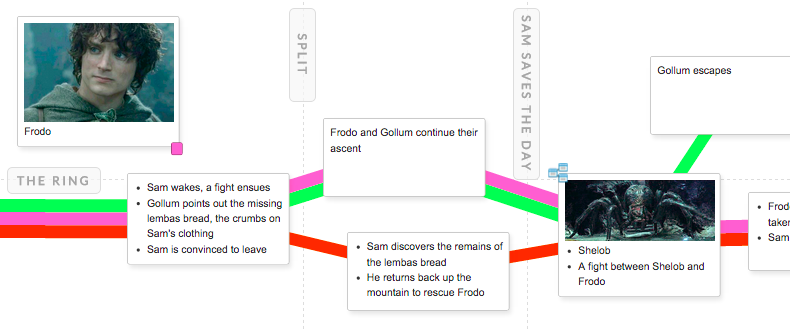 SPLIT
SAM SAVES THE DAY
Frodo
THE RING
Sam wakes, a fight ensues
Gollum points out the missing
lembas bread, the crumbs on
Sam's clothing
Sam is convinced to leave
Frodo and Gollum continue their
ascent
Sam discovers the remains of
the lembas bread
He returns back up the
mountain to rescue Frodo
Gollum escapes
Shelob
A fight between Shelob and
Frodo
Frod
taken
Sam